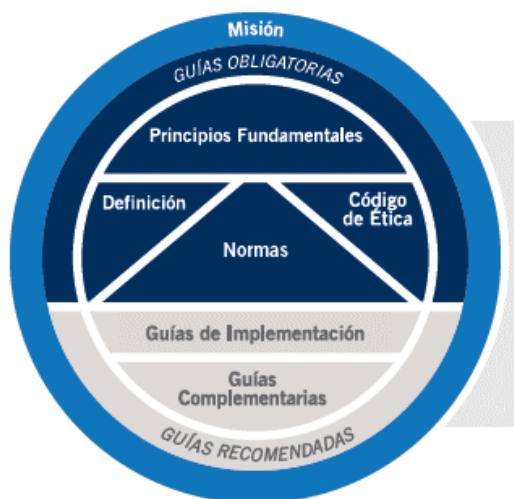 Misión
GUÍAS OBLIGATORIAS
Principios Fundamentales
Definición
Código
de Ética
Normas
Guías de Implementación
Guías
Complementarias
GUÍAS RECOMENDADAS